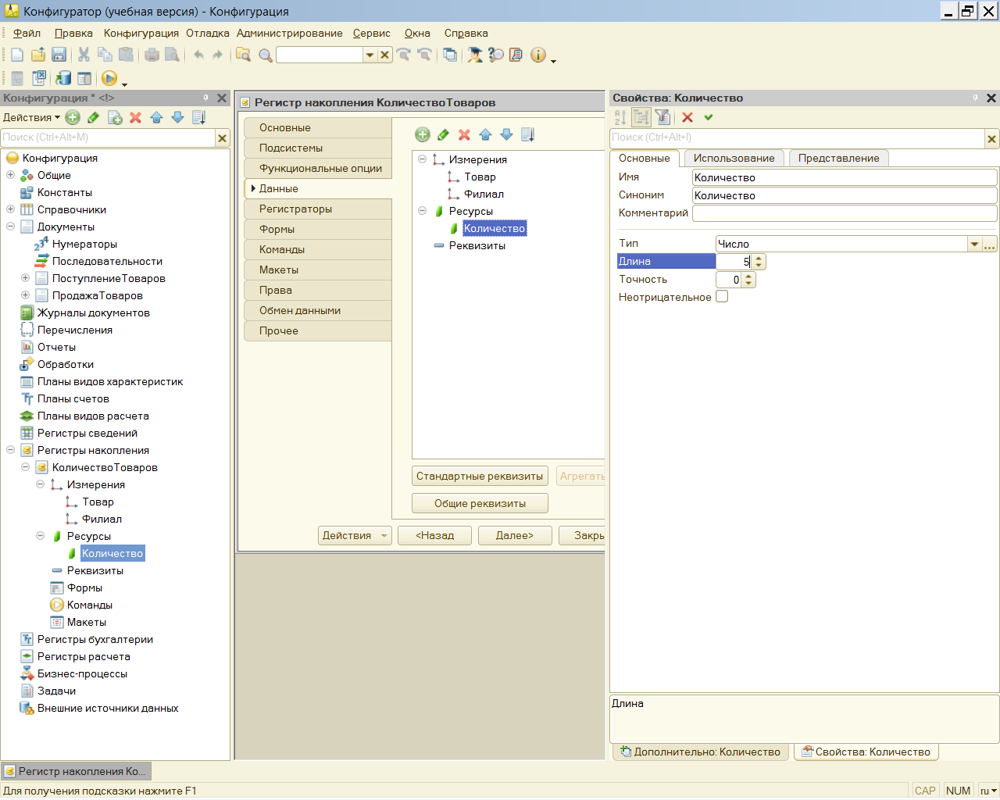 Конфигуратор (учебная версия) - Конфигурация
Файл Правка Конфигурация Отладка Администрирование Сервис Окна Справка
Конфигурация * <!>
Действия
Поиск (Ctrl+Alt+M)
Конфигурация
Общие
Константы
Справочники
Документы
Нумераторы
Последовательности
ПоступлениеТоваров
ПродажаТоваров
Журналы документов
Перечисления
Отчеты
Обработки
Планы видов характеристик
Планы счетов
Планы видов расчета
Регистры сведений
Регистры накопления
КоличествоТоваров
Измерения
Товар
Филиал
Ресурсы
Количество
Реквизиты
Формы
Команды
Макеты
Регистры бухгалтерии
Регистры расчета
Бизнес-процессы
Задачи
Внешние источники данных
Регистр накопления КоличествоТоваров
Основные
Подсистемы
Функциональные опции
Данные
Регистраторы
Формы
Команды
Макеты
Права
Обмен данными
Прочее
Измерения
Товар
Филиал
Ресурсы
Количество
Реквизиты
Стандартные реквизиты Агрегаты
Общие реквизиты
Действия <Назад Далее> Закры
Свойства: Количество
Поиск (Ctrl+Alt+I)
Основные Использование Представление
Имя Количество
Синоним Количество
Комментарий
Тип Число ...
Длина 5
Точность 0
Неотрицательное
Длина
Дополнительно: Количество Свойства: Количество
Регистр накопления Ко...
Для получения подсказки нажмите F1 CAP NUM ru